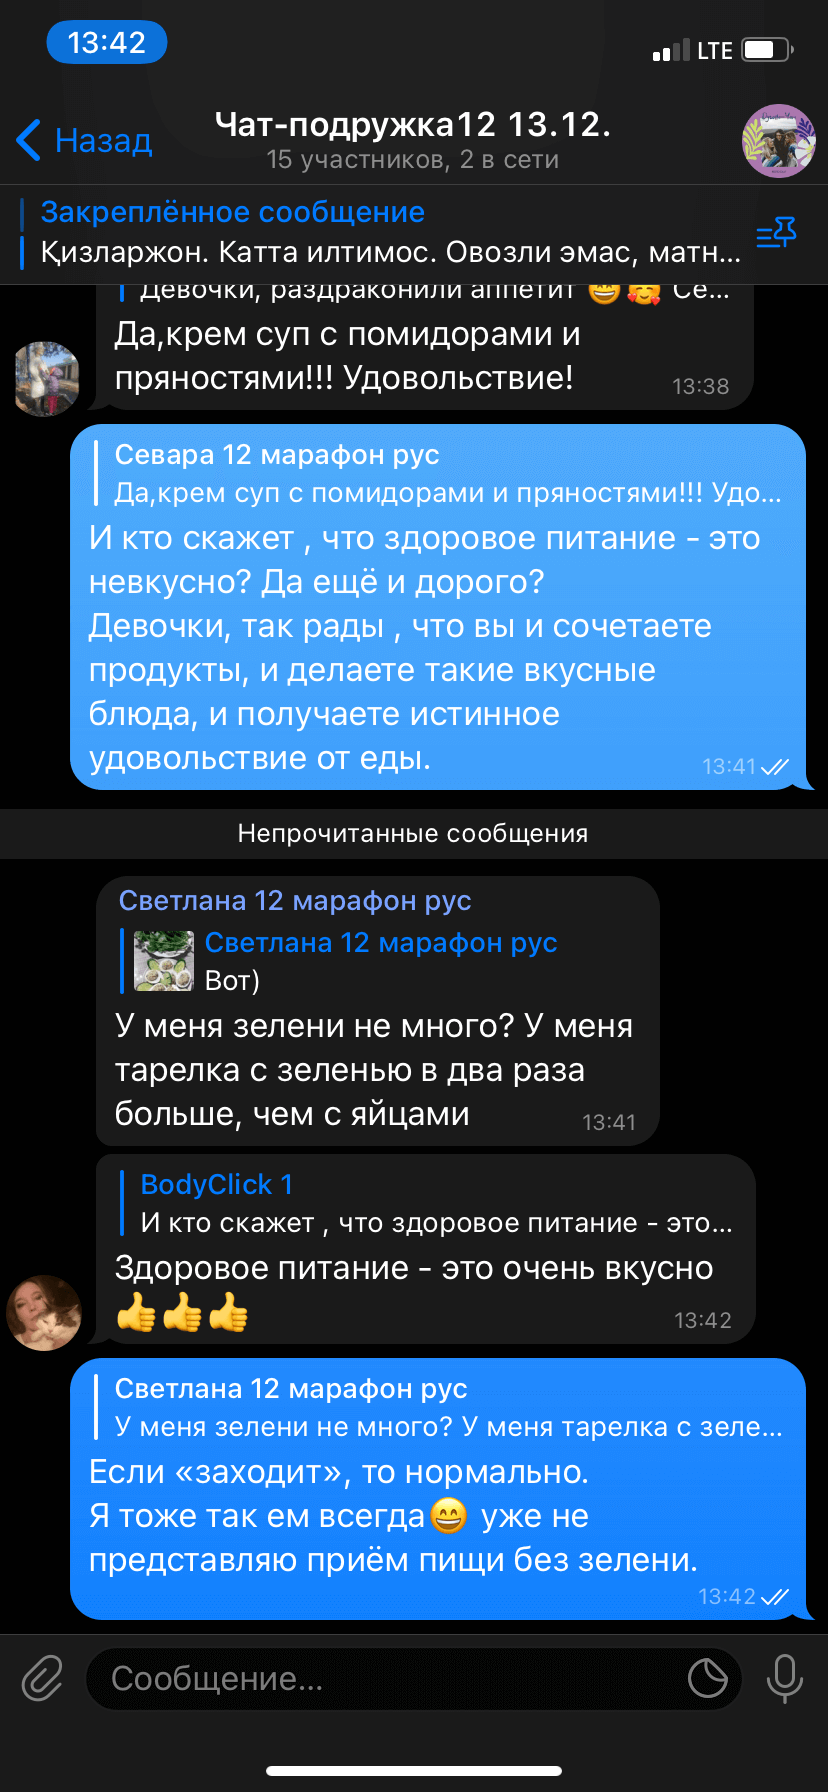 13:42
LTE
Назад
Чат-подружка12 13.12.
15 участников, 2 в сети
Закреплённое сообщение
Қизларжон. Катта илтимос. Овозли эмас, матн...
Девочки, раздраконили аппетит 😄🥰 Се...
Да,крем суп с помидорами и
пряностями!!! Удовольствие!
13:38
Севара 12 марафон рус
Да,крем суп с помидорами и пряностями!!! Удо...
И кто скажет , что здоровое питание - это
невкусно? Да ещё и дорого?
Девочки, так рады , что вы и сочетаете
продукты, и делаете такие вкусные
блюда, и получаете истинное
удовольствие от еды.
13:41
Непрочитанные сообщения
Светлана 12 марафон рус
Светлана 12 марафон рус
Вот)
У меня зелени не много? У меня
тарелка с зеленью в два раза
больше, чем с яйцами
13:41
BodyClick 1
И кто скажет , что здоровое питание - это...
Здоровое питание - это очень вкусно
👍👍👍
13:42
Светлана 12 марафон рус
У меня зелени не много? У меня тарелка с зеле...
Если «заходит», то нормально.
Я тоже так ем всегда😄 уже не
представляю приём пищи без зелени.
13:42
Сообщение...